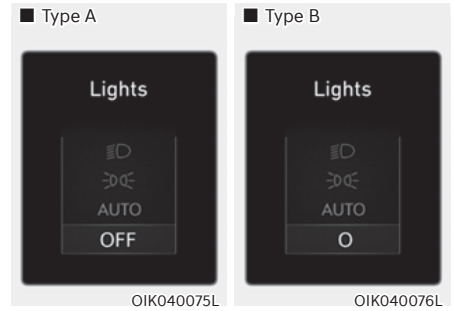 ■ Type A
Lights
AUTO
OFF
OIK040075L
■ Type B
Lights
AUTO
O
OIK040076L